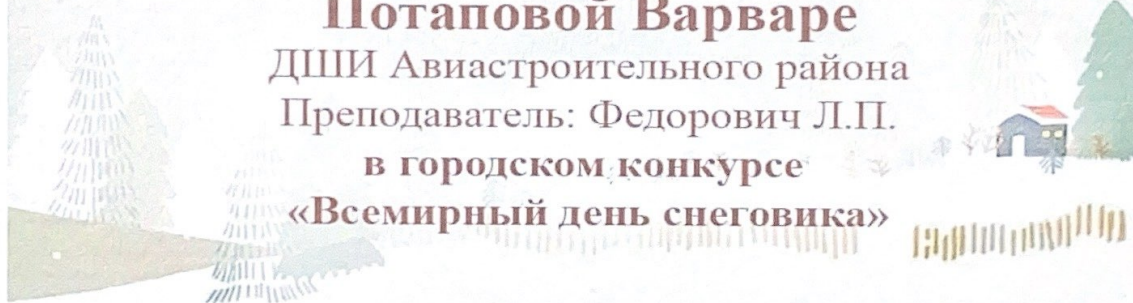 Потаповой Варваре
ДШИ Авиастроительного района
Преподаватель: Федорович Л.П.
в городском конкурсе
«Всемирный день снеговика»